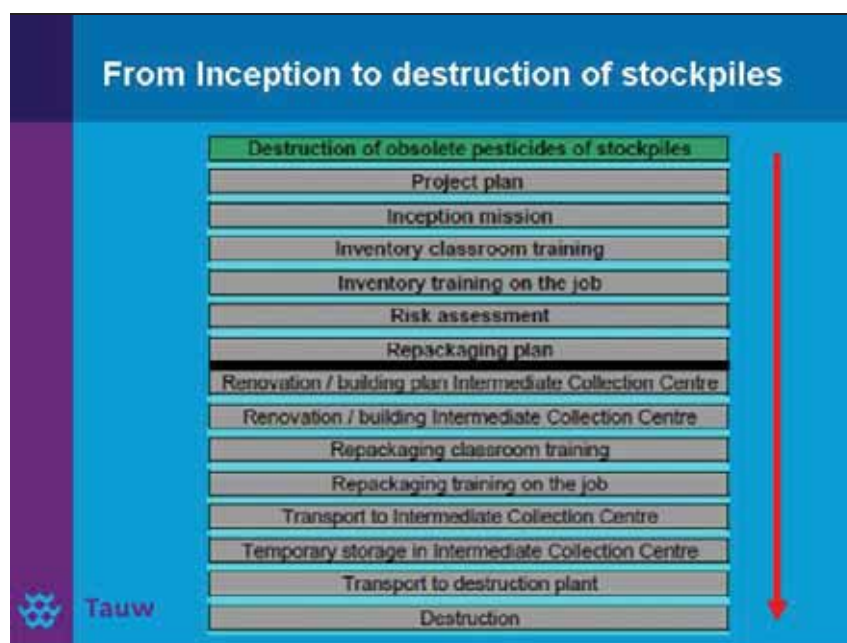 From Inception to destruction of stockpiles
Destruction of obsolete pesticides of stockpiles
Project plan
Inception mission
Inventory classroom training
Inventory training on the job
Risk assessment
Repackaging plan
Renovation / building plan Intermediate Collection Centre
Renovation / building Intermediate Collection Centre
Repackaging classroom training
Repackaging training on the job
Transport to Intermediate Collection Centre
Temporary storage in Intermediate Collection Centre
Transport to destruction plant
Destruction
Tauw